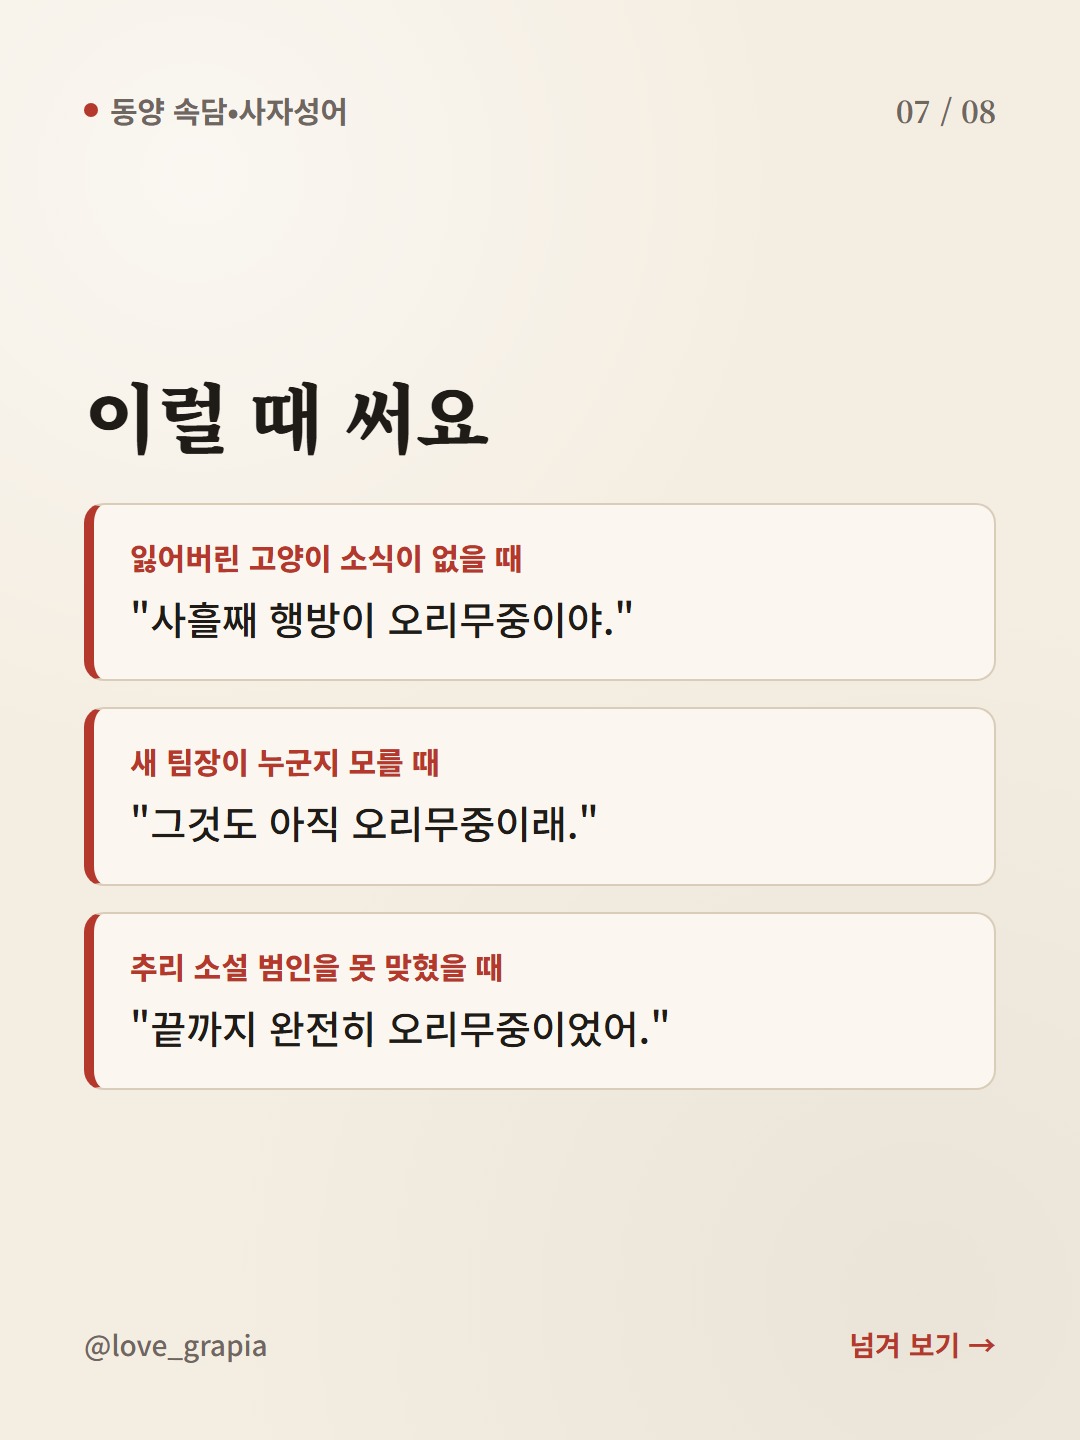 동양 속담•사자성어
07 / 08
이럴 때 써요
잃어버린 고양이 소식이 없을 때
"사흘째 행방이 오리무중이야."
새 팀장이 누군지 모를 때
"그것도 아직 오리무중이래."
추리 소설 범인을 못 맞혔을 때
"끝까지 완전히 오리무중이었어."
@love_grapia
넘겨 보기 →